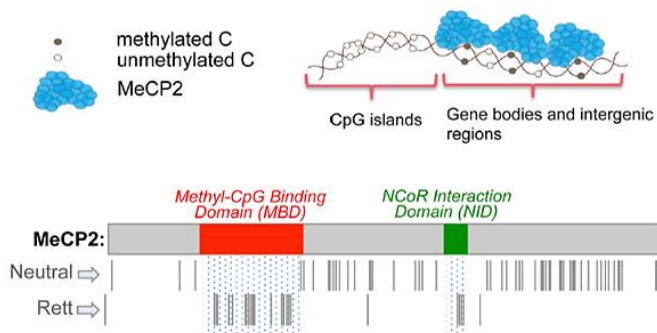 methylated C
unmethylated C
MeCP2
CpG islands
Gene bodies and intergenic
regions
Methyl-CpG Binding
Domain (MBD)
NCoR Interaction
Domain (NID)
MeCP2:
Neutral
Rett